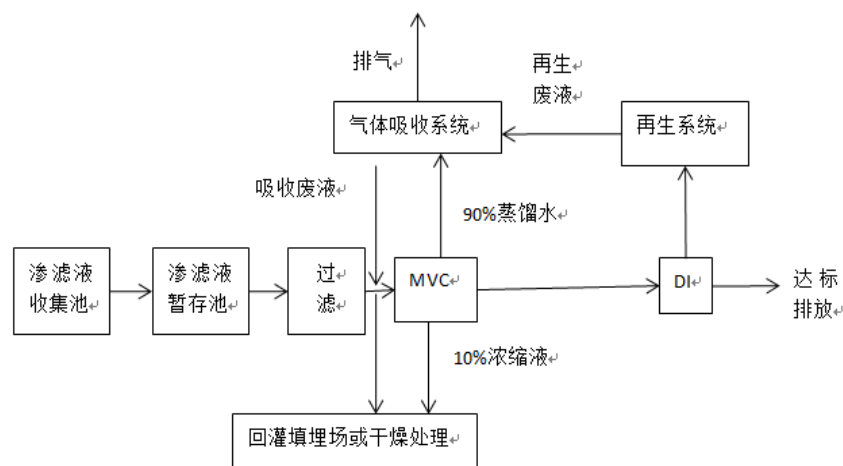 排气
再生
废液
气体吸收系统
再生系统
吸收废液
90%蒸馏水
渗滤液
收集池
渗滤液
暂存池
过
滤
MVC
DI
达标
排放
10%浓缩液
回灌填埋场或干燥处理